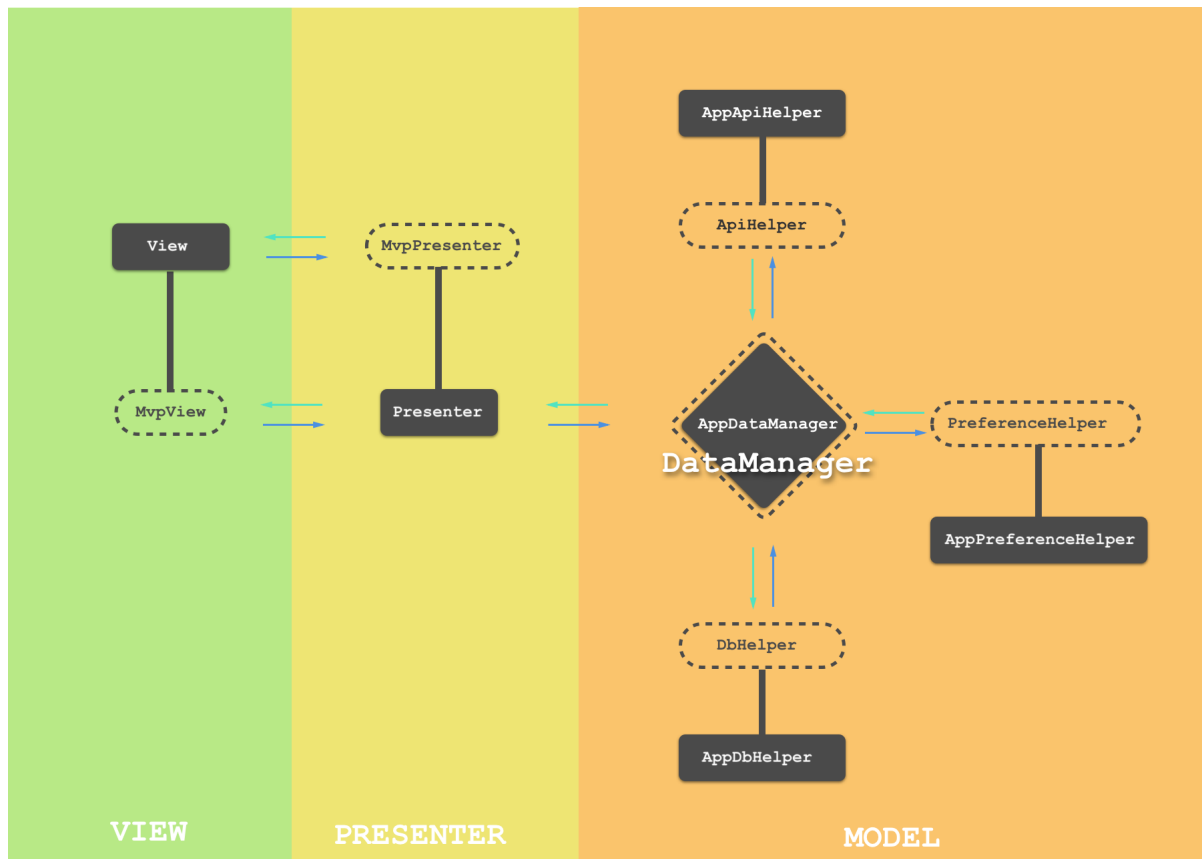 AppApiHelper
ApiHelper
View
MvpPresenter
MvpView
Presenter
AppDataManager
DataManager
PreferenceHelper
AppPreferenceHelper
DbHelper
AppDbHelper
VIEW
PRESENTER
MODEL